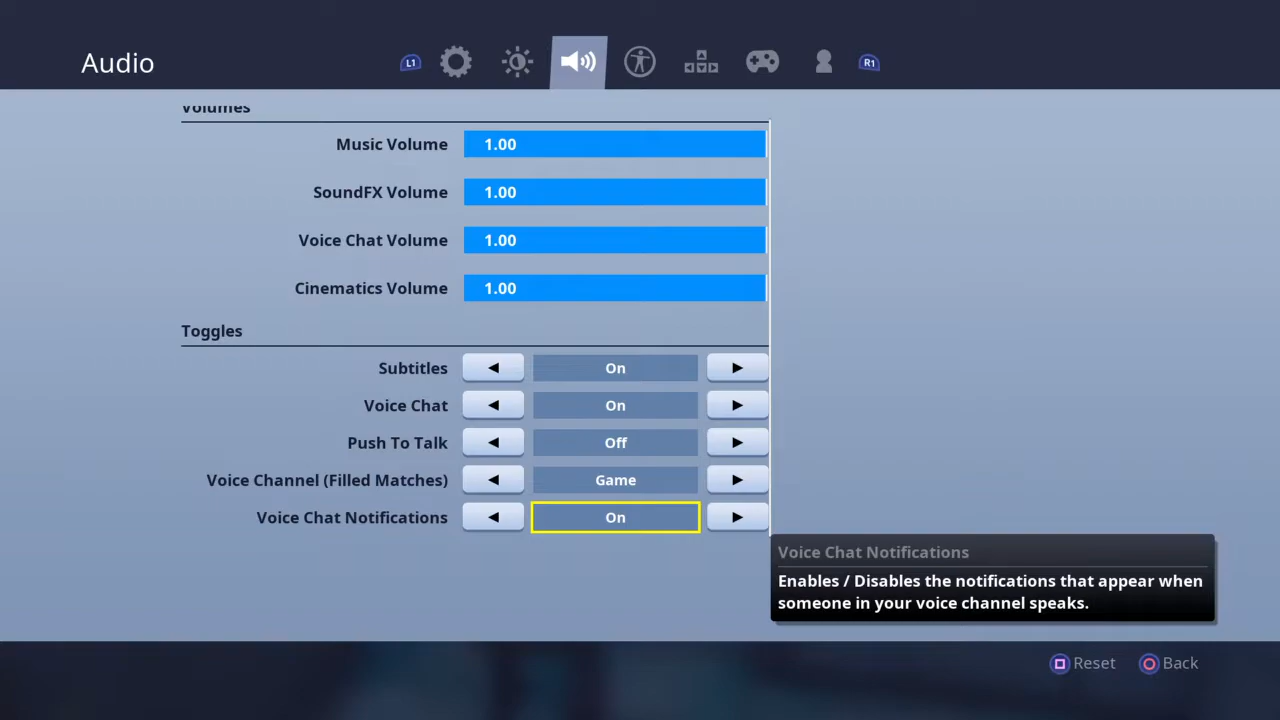 Audio
L1
R1
Volumes
Music Volume 1.00
SoundFX Volume 1.00
Voice Chat Volume 1.00
Cinematics Volume 1.00
Toggles
Subtitles On
Voice Chat On
Push To Talk Off
Voice Channel (Filled Matches) Game
Voice Chat Notifications On
Voice Chat Notifications
Enables / Disables the notifications that appear when
someone in your voice channel speaks.
Reset Back